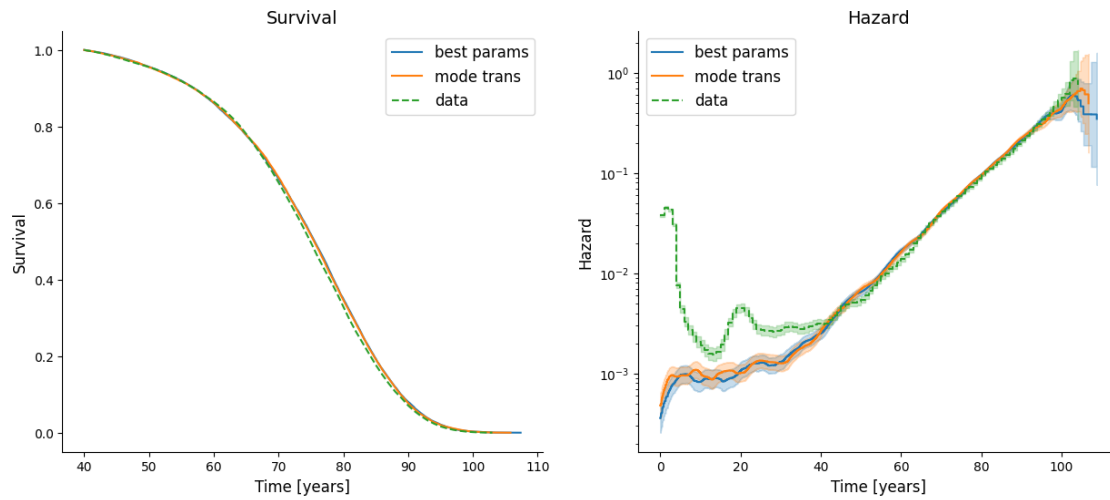 Survival
best params
mode trans
data
1.0
0.8
0.6
0.4
0.2
0.0
Survival
40 50 60 70 80 90 100 110
Time [years]
Hazard
best params
mode trans
data
10⁰
10⁻¹
10⁻²
10⁻³
Hazard
0 20 40 60 80 100
Time [years]